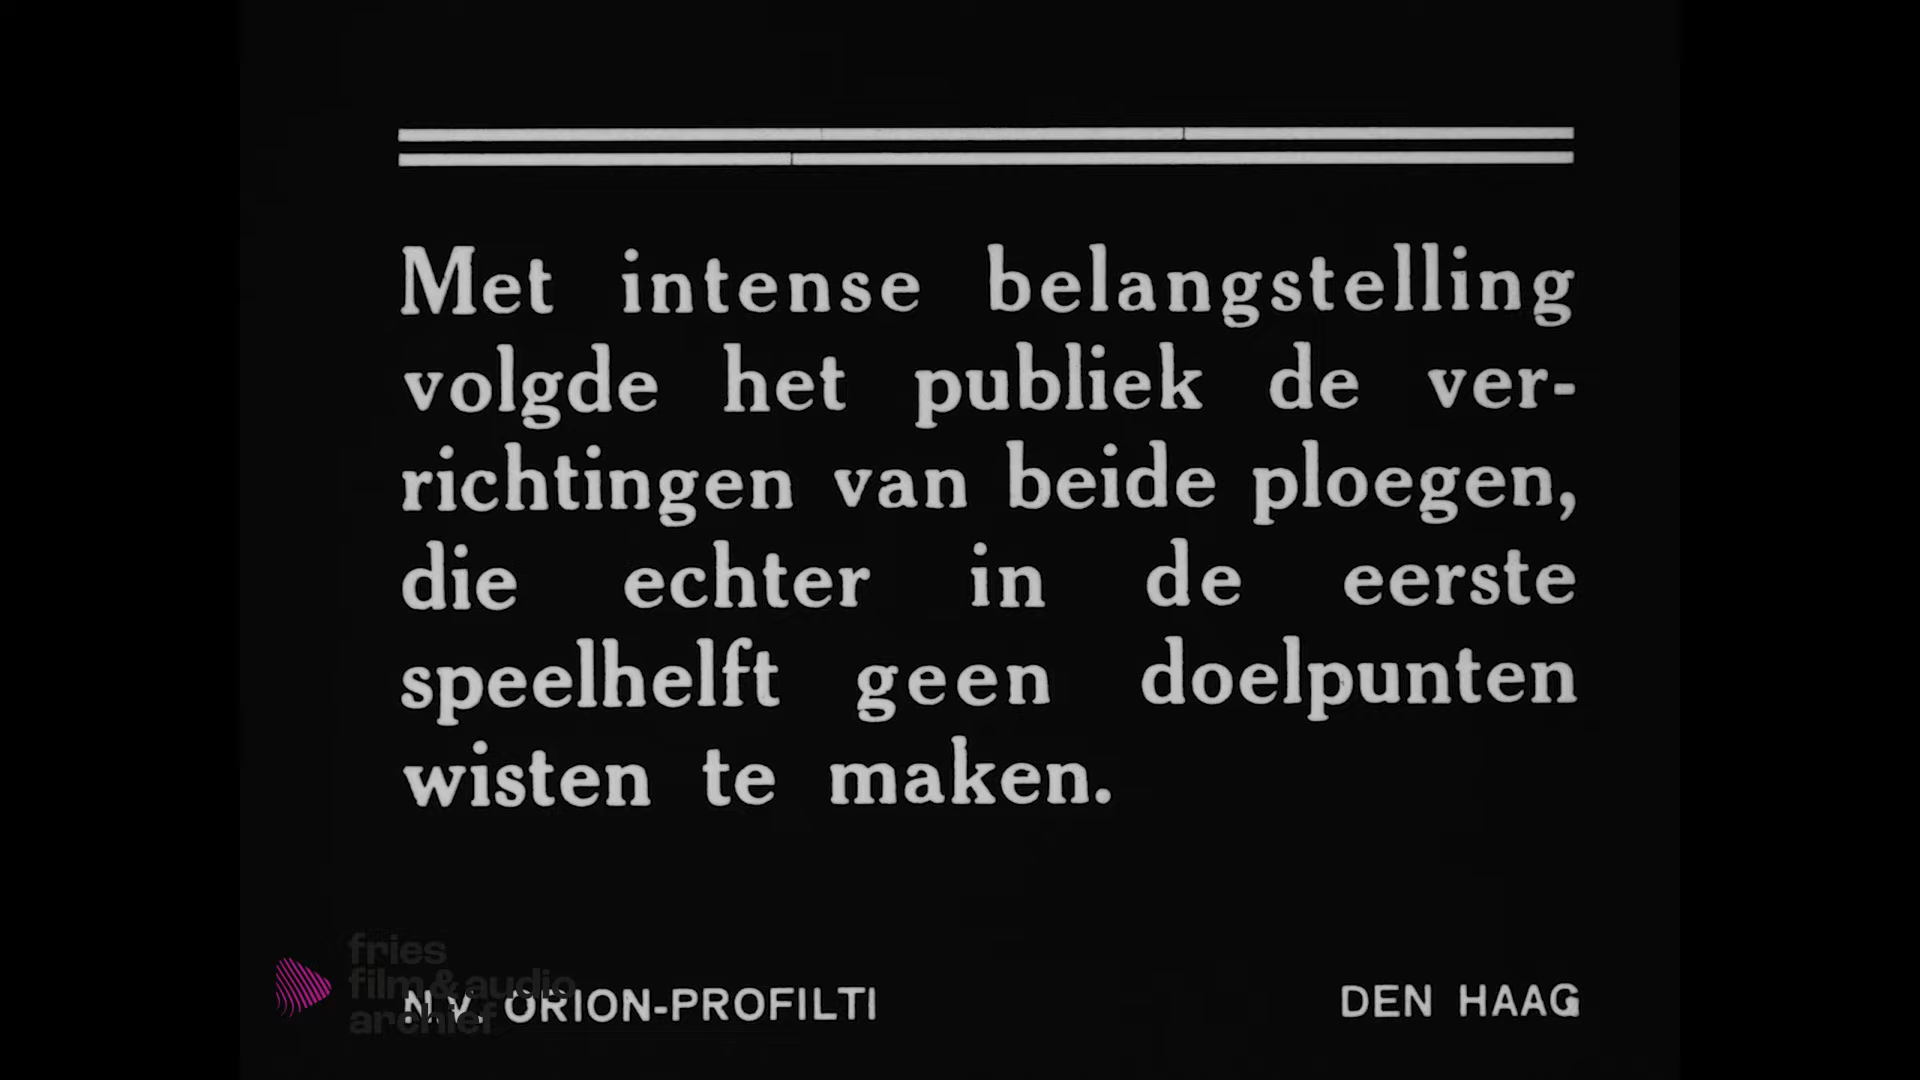 Met intense belangstelling
volgde het publiek de ver-
richtingen van beide ploegen,
die echter in de eerste
speelhelft geen doelpunten
wisten te maken.
fries
film & audio
archief
N.V. ORION-PROFILTI
DEN HAAG